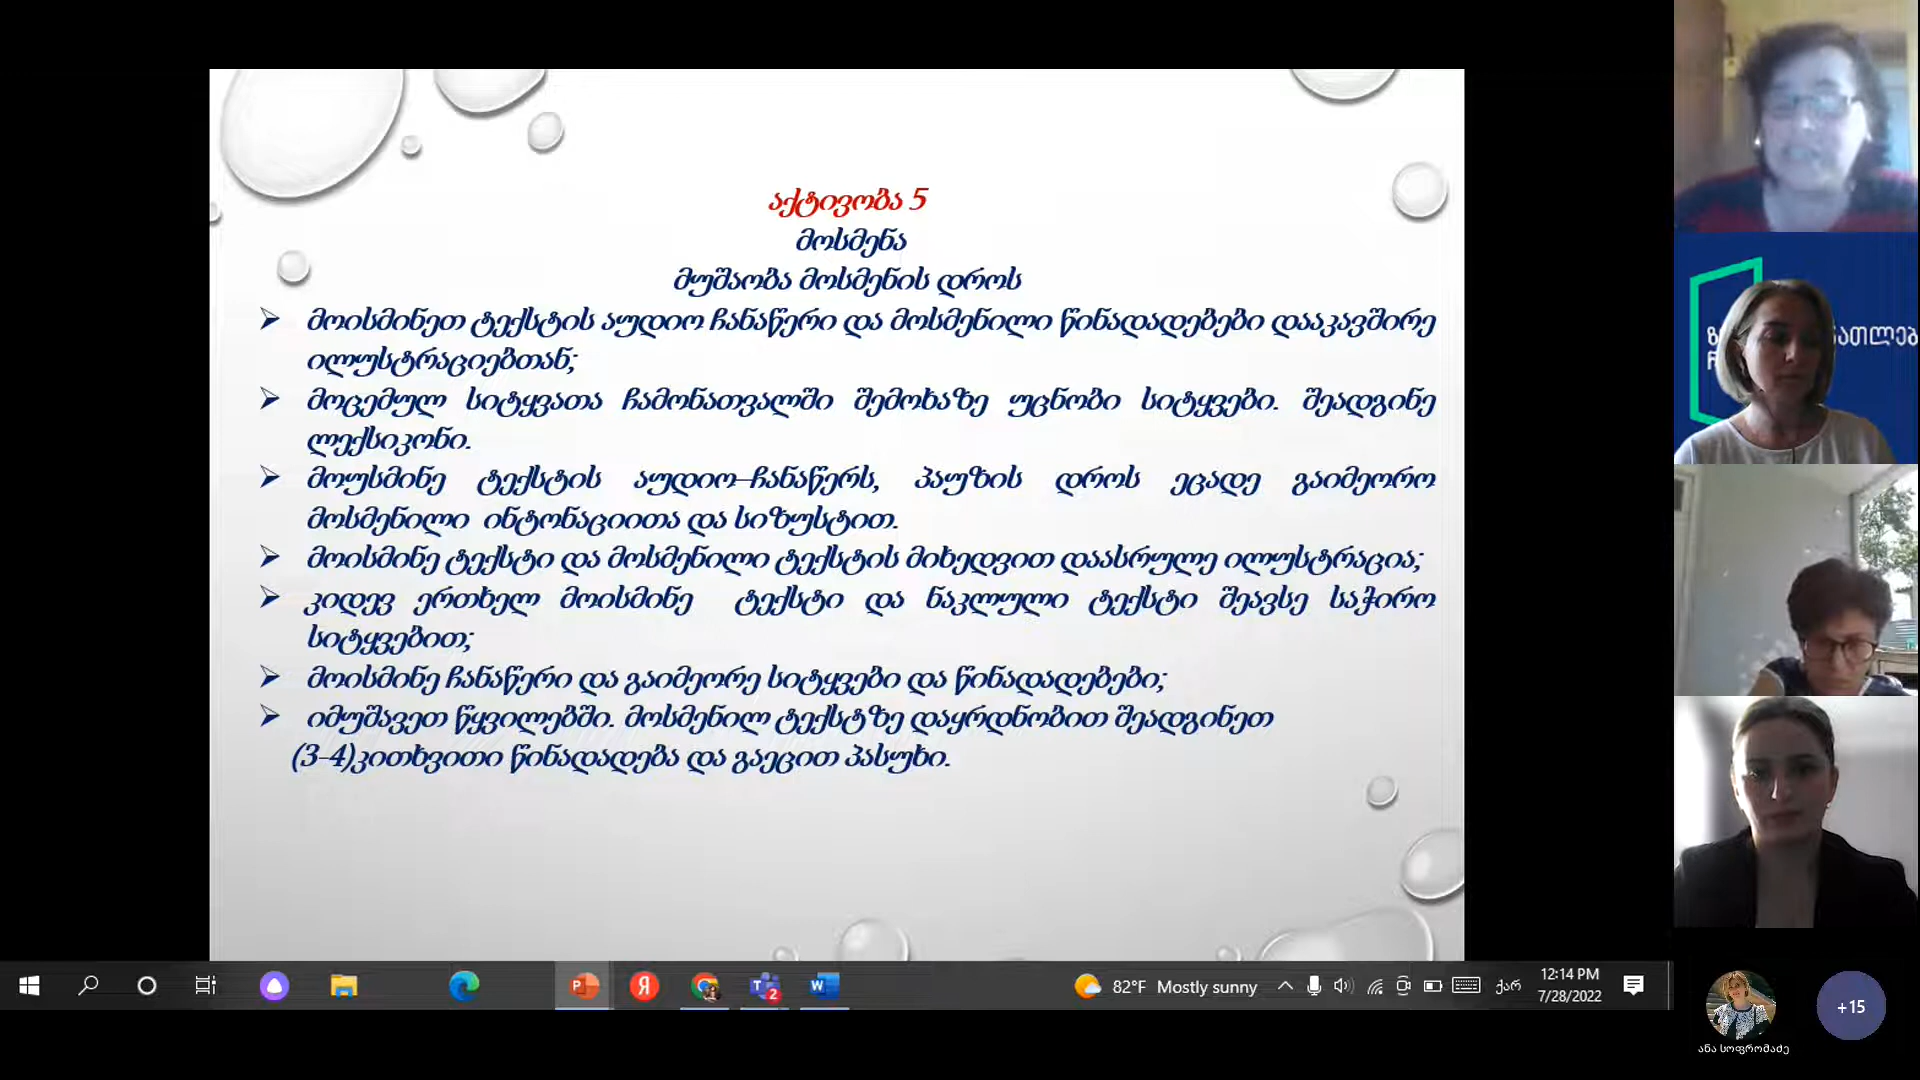 აქტივობა 5
მოსმენა
მუშაობა მოსმენის დროს
➢ მოისმინეთ ტექსტის აუდიო ჩანაწერი და მოსმენილი წინადადებები დააკავშირე
ილუსტრაციებთან;
➢ მოცემულ სიტყვათა ჩამონათვალში შემოხაზე უცნობი სიტყვები. შეადგინე
ლექსიკონი.
➢ მოუსმინე ტექსტის აუდიო–ჩანაწერს, პაუზის დროს ეცადე გაიმეორო
მოსმენილი ინტონაციითა და სიზუსტით.
➢ მოისმინე ტექსტი და მოსმენილი ტექსტის მიხედვით დაასრულე ილუსტრაცია;
➢ კიდევ ერთხელ მოისმინე ტექსტი და ნაკლული ტექსტი შეავსე საჭირო
სიტყვებით;
➢ მოისმინე ჩანაწერი და გაიმეორე სიტყვები და წინადადებები;
➢ იმუშავეთ წყვილებში. მოსმენილ ტექსტზე დაყრდნობით შეადგინეთ
(3-4)კითხვითი წინადადება და გაეცით პასუხი.
82°F Mostly sunny
ქარ
12:14 PM
7/28/2022
2
+15
ანა სოფრომაძე